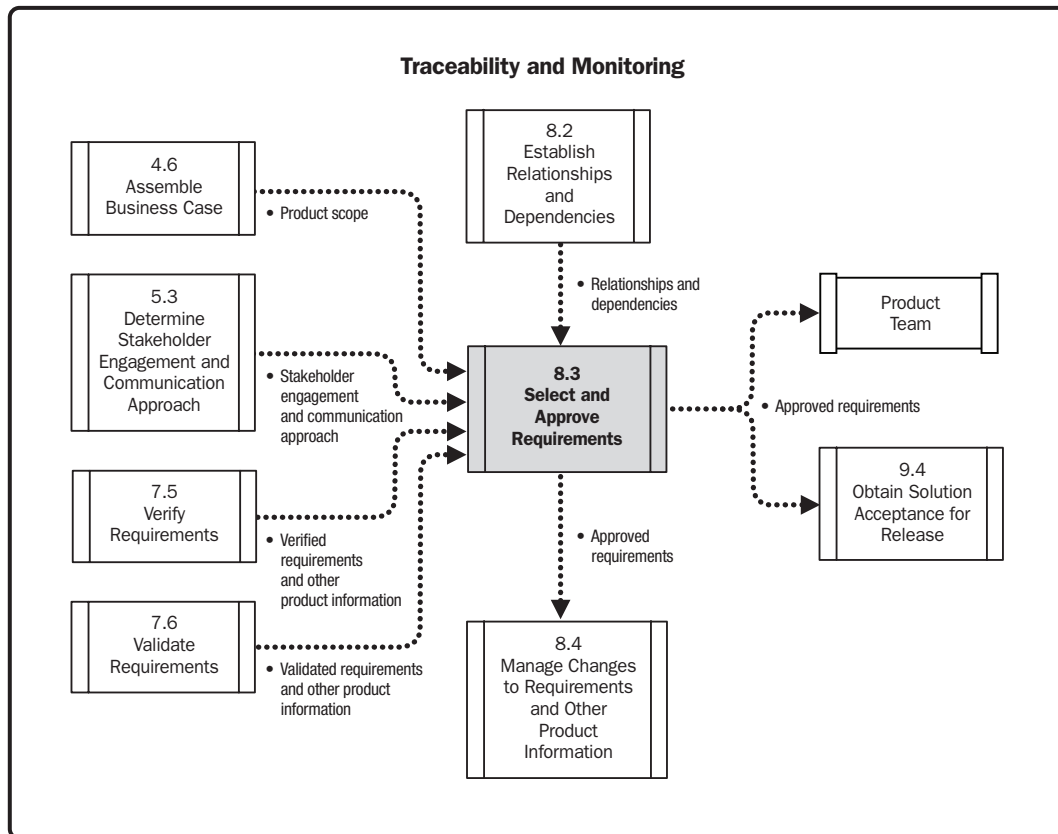 Traceability and Monitoring
4.6
Assemble
Business Case
• Product scope
8.2
Establish
Relationships
and
Dependencies
• Relationships and
dependencies
5.3
Determine
Stakeholder
Engagement and
Communication
Approach
• Stakeholder
engagement
and communication
approach
8.3
Select and
Approve
Requirements
Product
Team
• Approved requirements
7.5
Verify
Requirements
• Verified
requirements
and other
product information
9.4
Obtain Solution
Acceptance for
Release
• Approved
requirements
7.6
Validate
Requirements
• Validated requirements
and other product
information
8.4
Manage Changes
to Requirements
and Other
Product
Information